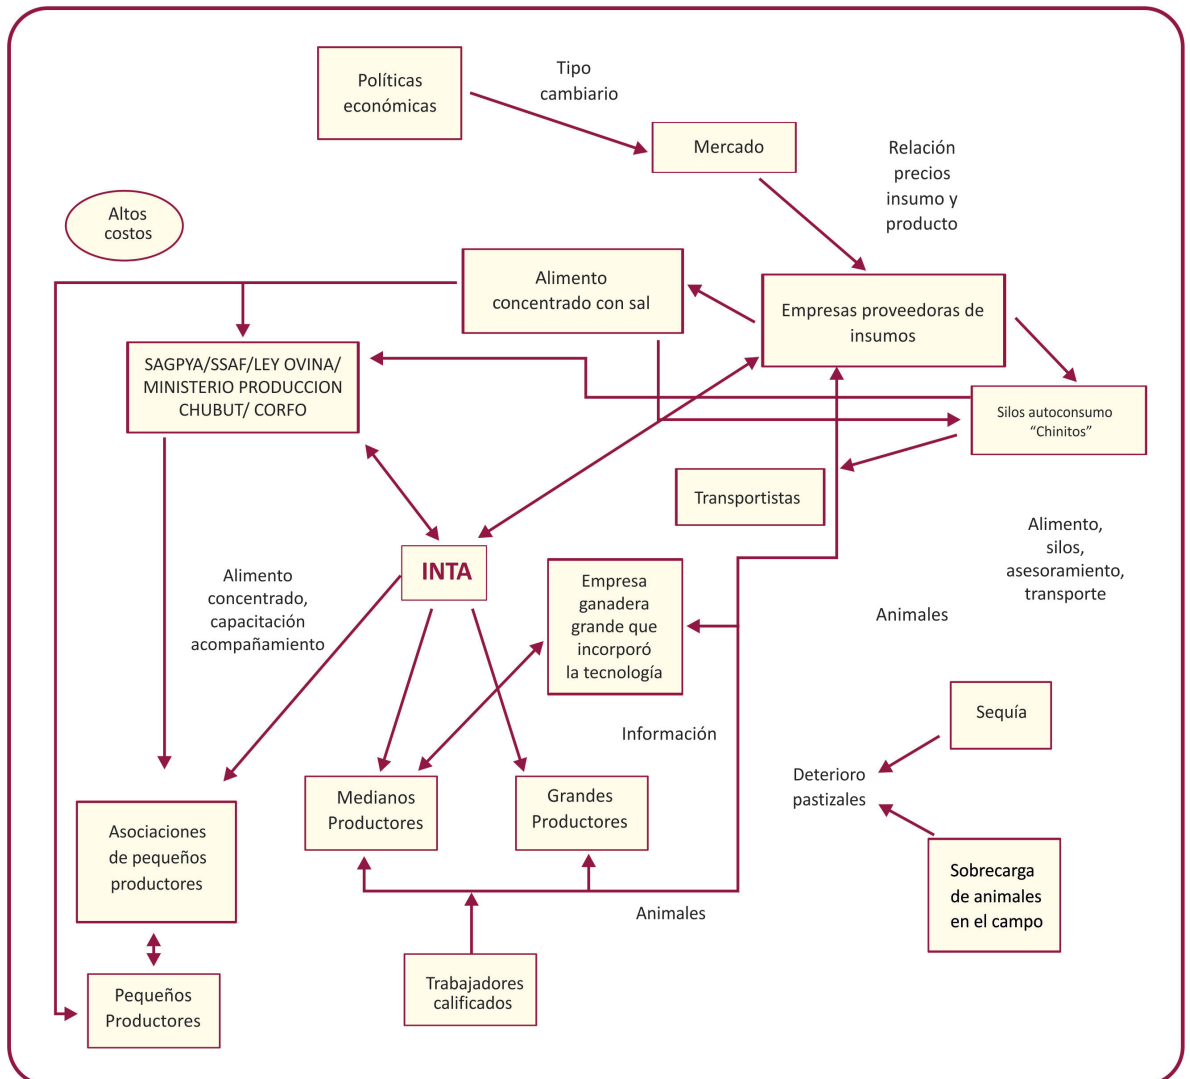 Políticas
económicas
Tipo
cambiario
Mercado
Relación
precios
insumo y
producto
Altos
costos
Alimento
concentrado con sal
Empresas proveedoras de
insumos
SAGPYA/SSAF/LEY OVINA/
MINISTERIO PRODUCCION
CHUBUT/ CORFO
Silos autoconsumo
“Chinitos”
Transportistas
Alimento,
silos,
asesoramiento,
transporte
INTA
Alimento
concentrado,
capacitación
acompañamiento
Empresa
ganadera
grande que
incorporó
la tecnología
Animales
Información
Sequía
Deterioro
pastizales
Medianos
Productores
Grandes
Productores
Asociaciones
de pequeños
productores
Sobrecarga
de animales
en el campo
Animales
Trabajadores
calificados
Pequeños
Productores